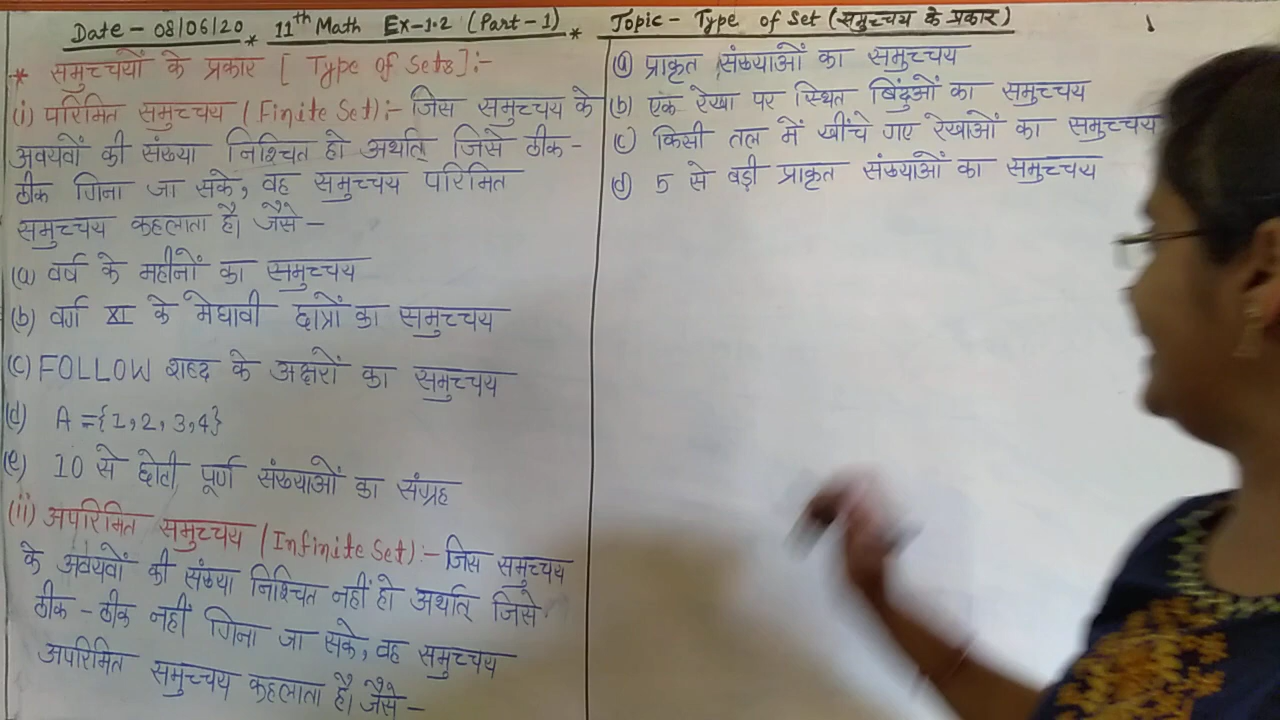 Date - 08/06/20 * 11th Math Ex-1.2 (Part-1) * Topic - Type of Set (समुच्चय के प्रकार) 1
* समुच्चयों के प्रकार [ Type of Sets]:-
(i) परिमित समुच्चय (Finite Set):- जिस समुच्चय के
अवयवों की संख्या निश्चित हो अर्थात् जिसे ठीक-
ठीक गिना जा सके, वह समुच्चय परिमित
समुच्चय कहलाता है। जैसे -
(a) वर्ष के महीनों का समुच्चय
(b) वर्ग XI के मेधावी छात्रों का समुच्चय
(c) FOLLOW शब्द के अक्षरों का समुच्चय
(d) A = {1, 2, 3, 4}
(e) 10 से छोटी पूर्ण संख्याओं का संग्रह
(ii) अपरिमित समुच्चय (Infinite Set):- जिस समुच्चय
के अवयवों की संख्या निश्चित नहीं हो अर्थात् जिसे
ठीक - ठीक नहीं गिना जा सके, वह समुच्चय
अपरिमित समुच्चय कहलाता है। जैसे -
(a) प्राकृत संख्याओं का समुच्चय
(b) एक रेखा पर स्थित बिंदुओं का समुच्चय
(c) किसी तल में खींचे गए रेखाओं का समुच्चय
(d) 5 से बड़ी प्राकृत संख्याओं का समुच्चय